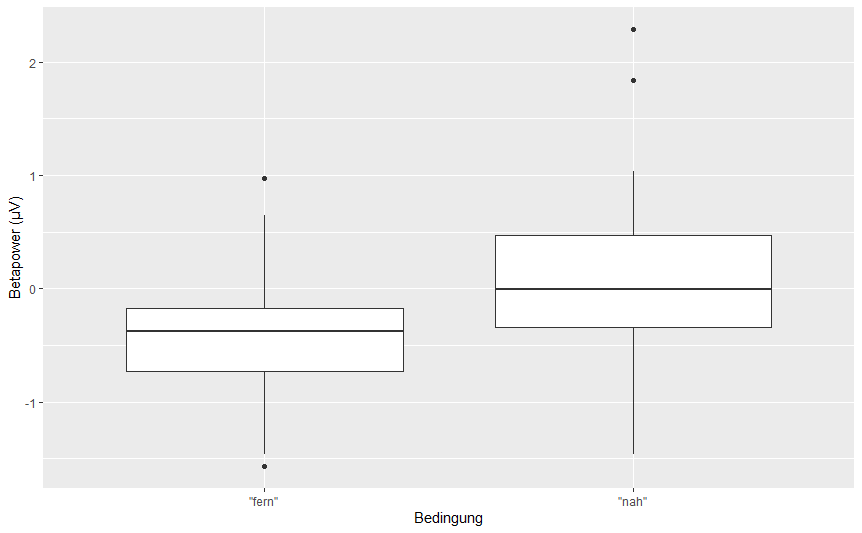 Betapower (µV)
2
1
0
-1
"fern"
"nah"
Bedingung